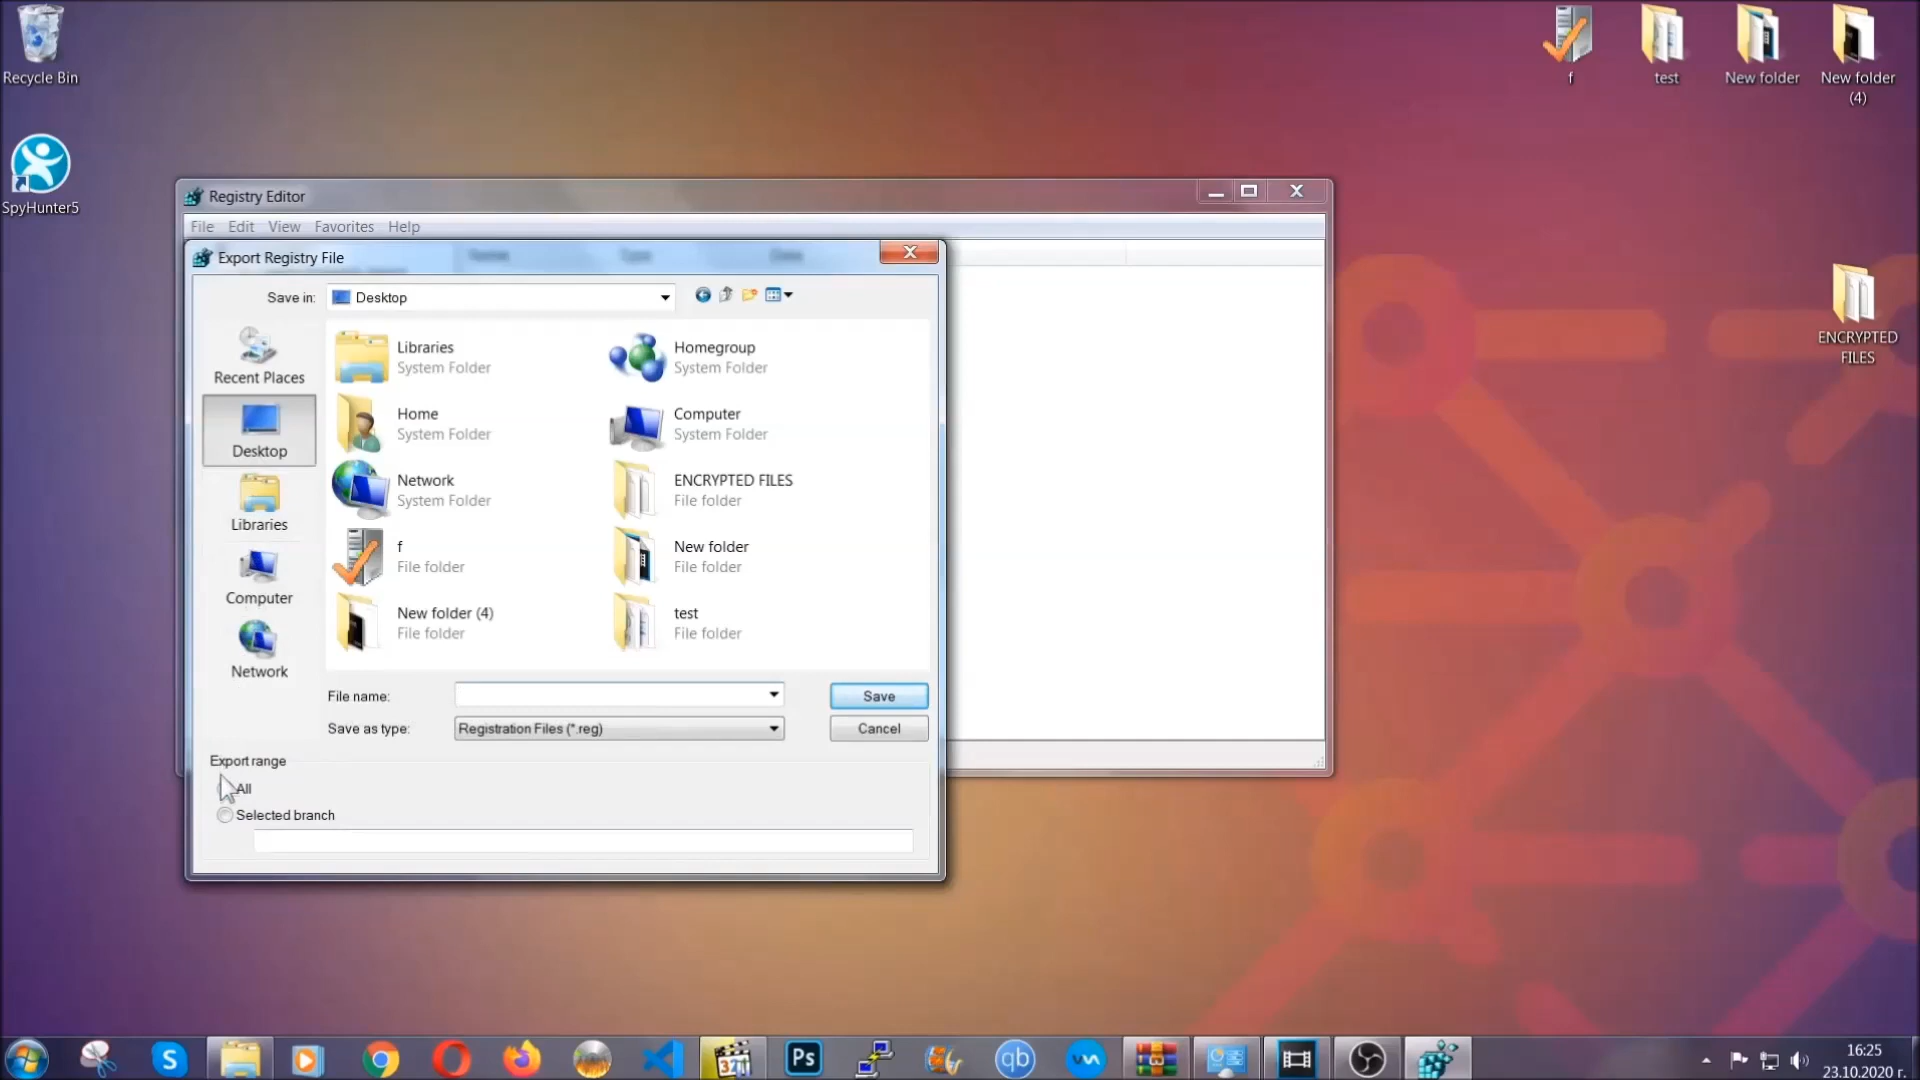 Recycle Bin
SpyHunter5
f
test
New folder
New folder
(4)
ENCRYPTED
FILES
Registry Editor
File Edit View Favorites Help
Export Registry File
Save in:
Desktop
Recent Places
Desktop
Libraries
Computer
Network
Libraries
System Folder
Homegroup
System Folder
Home
System Folder
Computer
System Folder
Network
System Folder
ENCRYPTED FILES
File folder
f
File folder
New folder
File folder
New folder (4)
File folder
test
File folder
File name:
Save
Save as type:
Registration Files (*.reg)
Cancel
Export range
All
Selected branch
S
321
Ps
qb
16:25
23.10.2020 г.